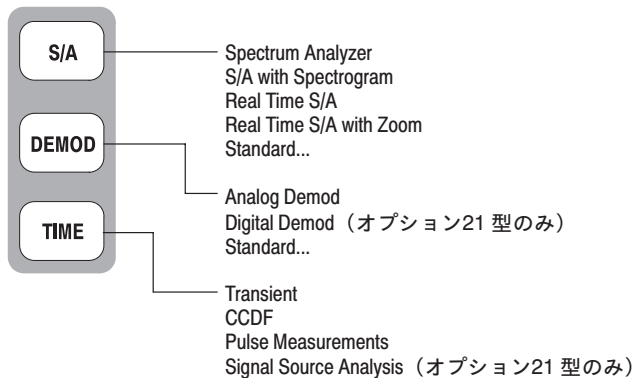 S/A
Spectrum Analyzer
S/A with Spectrogram
Real Time S/A
Real Time S/A with Zoom
Standard...
DEMOD
Analog Demod
Digital Demod（オプション21 型のみ）
Standard...
TIME
Transient
CCDF
Pulse Measurements
Signal Source Analysis（オプション21 型のみ）